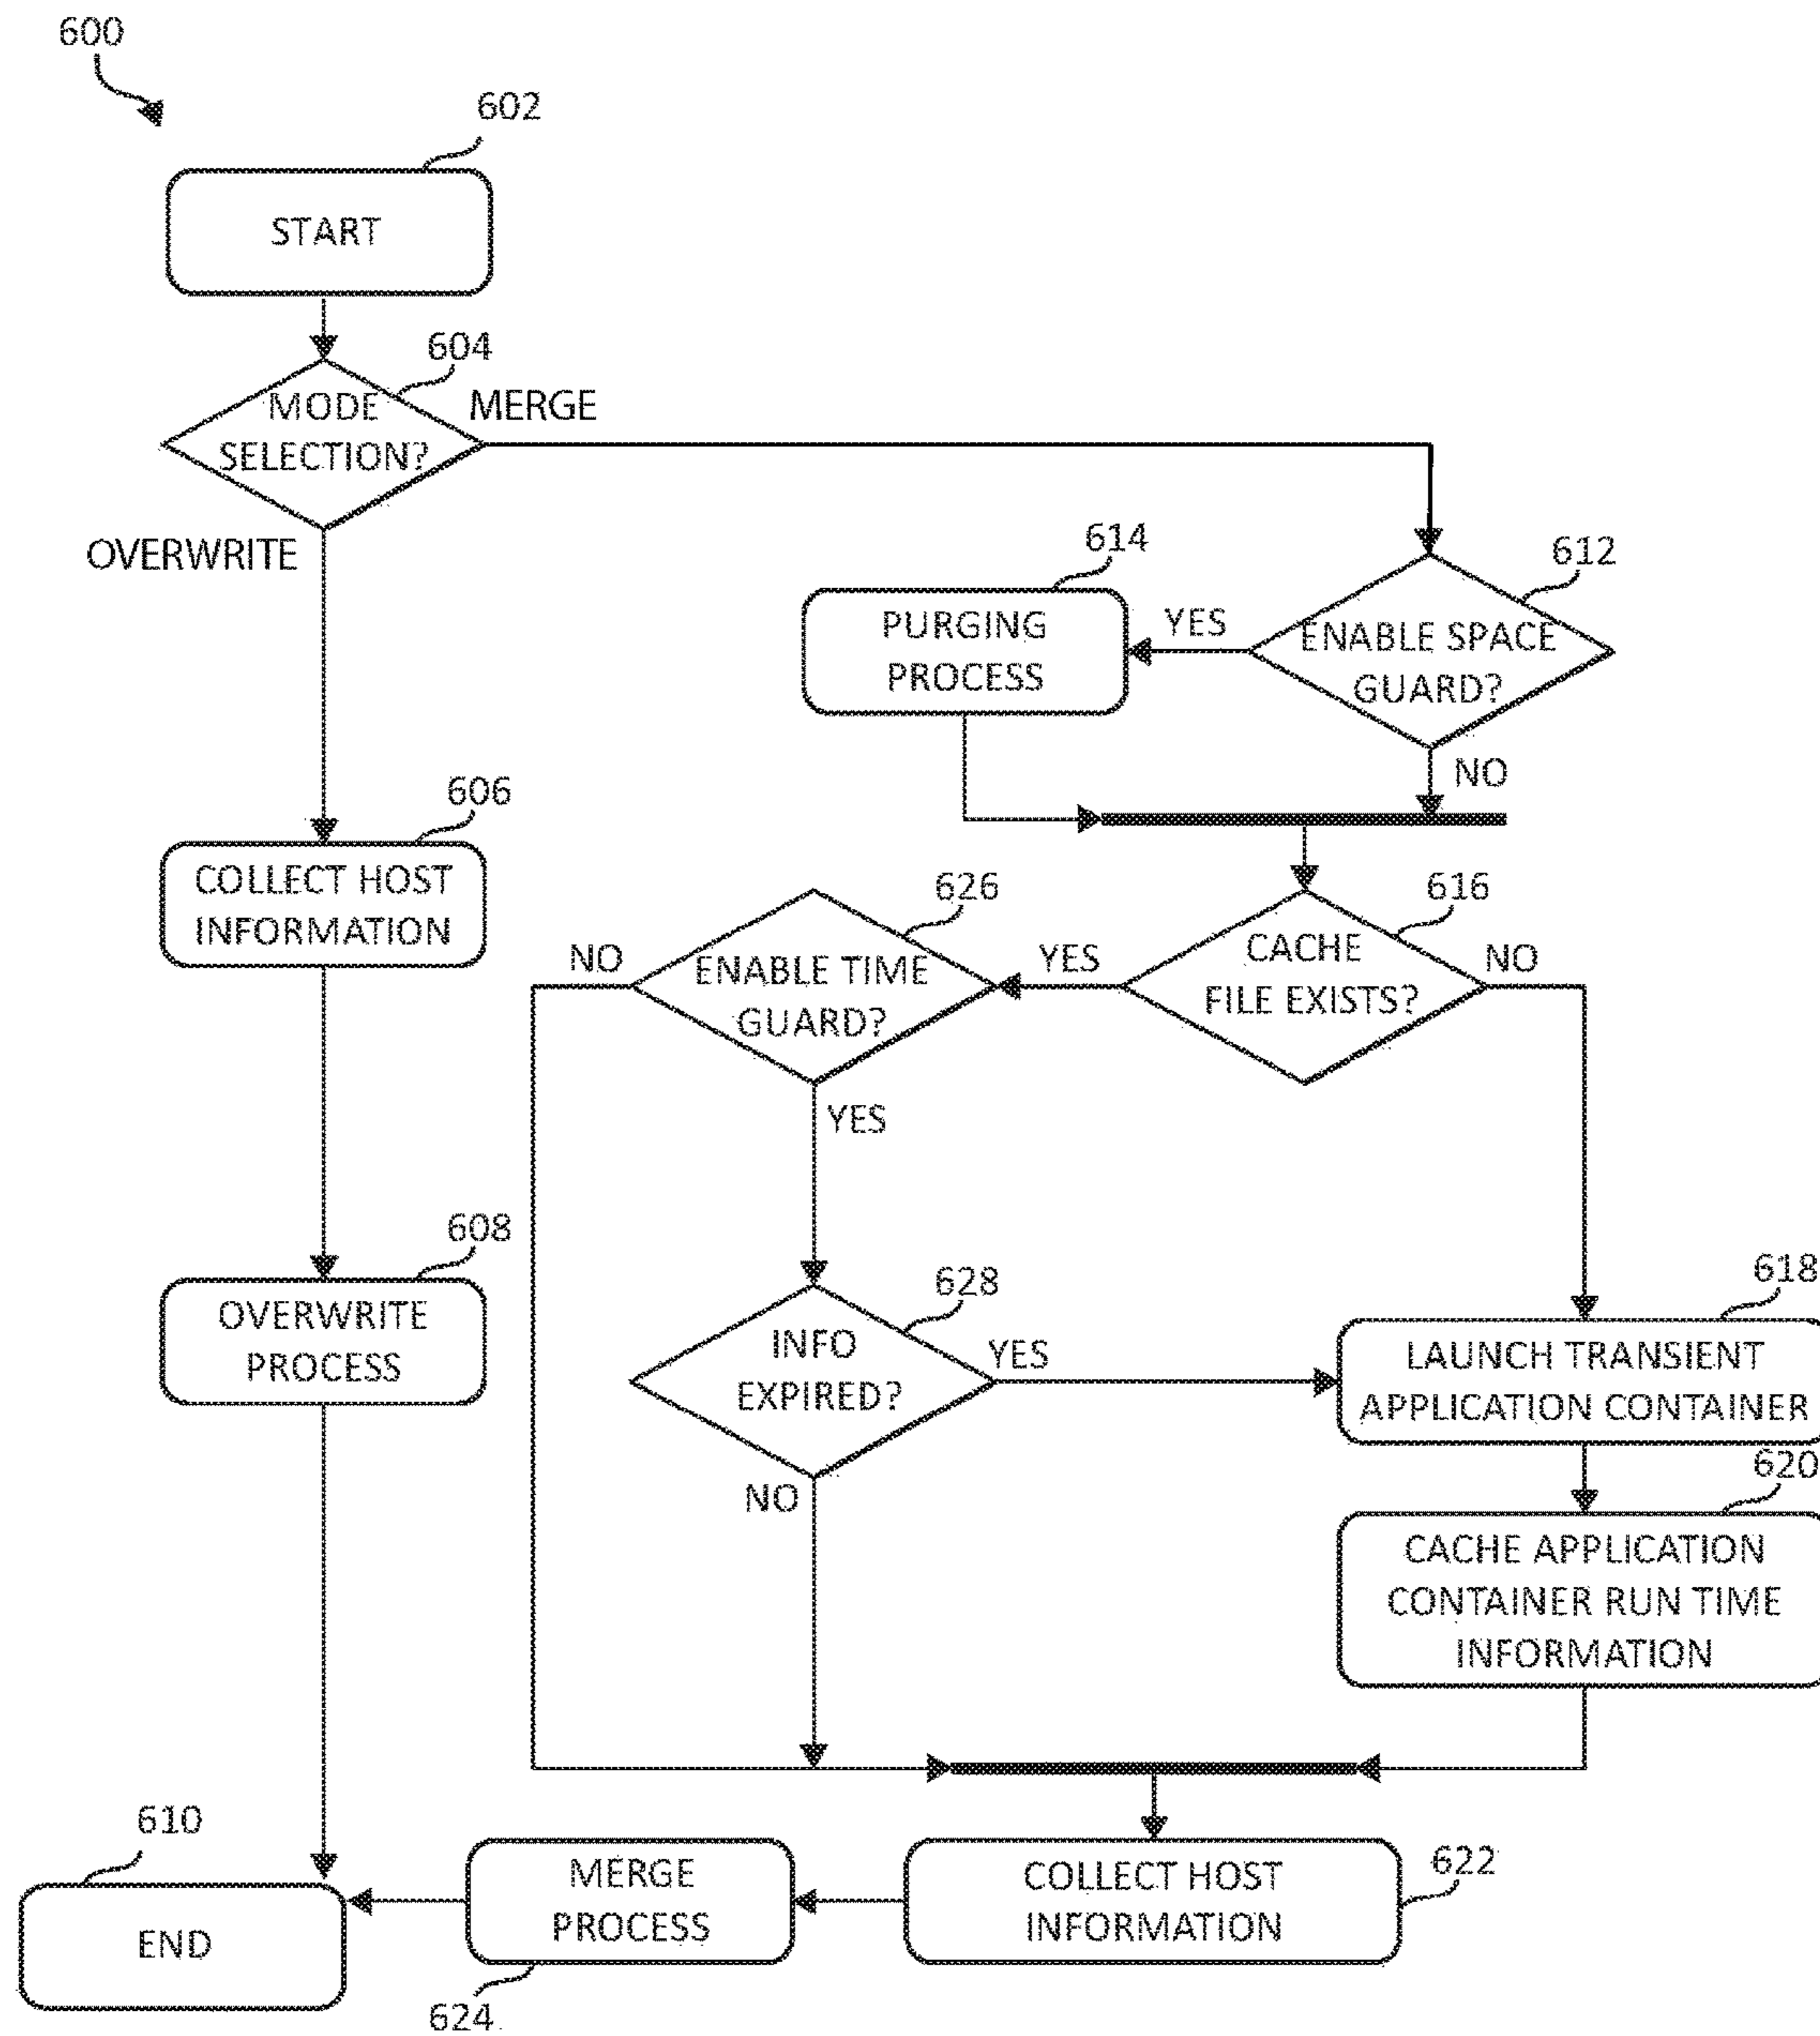 600
602
START
604
MODE
SELECTION?
MERGE
OVERWRITE
614
612
PURGING
PROCESS
YES
ENABLE SPACE
GUARD?
NO
606
COLLECT HOST
INFORMATION
626
616
NO
ENABLE TIME
GUARD?
YES
CACHE
FILE EXISTS?
NO
YES
608
OVERWRITE
PROCESS
628
INFO
EXPIRED?
YES
NO
618
LAUNCH TRANSIENT
APPLICATION CONTAINER
620
CACHE APPLICATION
CONTAINER RUN TIME
INFORMATION
610
END
MERGE
PROCESS
624
COLLECT HOST
INFORMATION
622